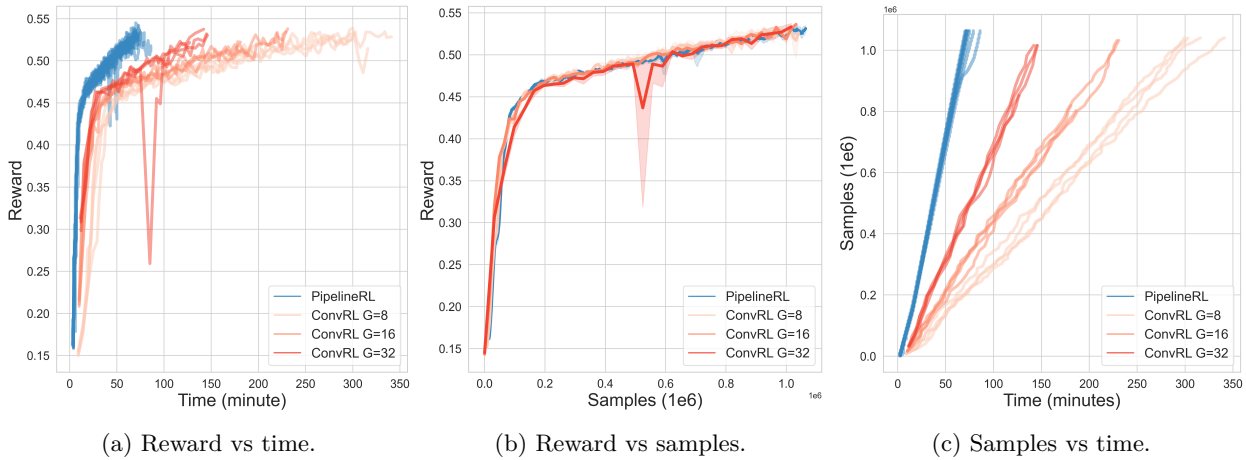 0.55
0.50
0.45
0.40
0.35
0.30
0.25
0.20
0.15
Reward
0 50 100 150 200 250 300 350
Time (minute)
PipelineRL
ConvRL G=8
ConvRL G=16
ConvRL G=32
(a) Reward vs time.
0.55
0.50
0.45
0.40
0.35
0.30
0.25
0.20
0.15
Reward
0.0 0.2 0.4 0.6 0.8 1.0
1e6
Samples (1e6)
PipelineRL
ConvRL G=8
ConvRL G=16
ConvRL G=32
(b) Reward vs samples.
1e6
1.0
0.8
0.6
0.4
0.2
0.0
Samples (1e6)
0 50 100 150 200 250 300 350
Time (minutes)
PipelineRL
ConvRL G=8
ConvRL G=16
ConvRL G=32
(c) Samples vs time.